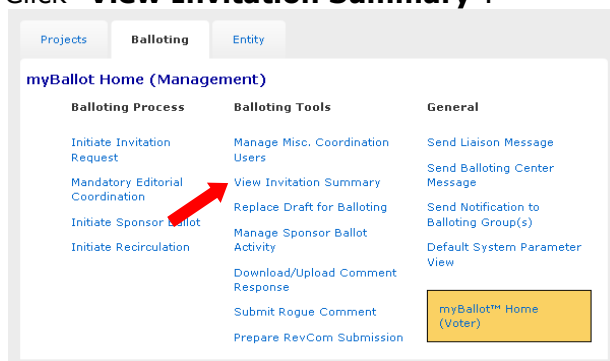 Click "View Invitation Summary".
Projects Balloting Entity
myBallot Home (Management)
Balloting Process
Initiate Invitation
Request
Mandatory Editorial
Coordination
Initiate Sponsor Ballot
Initiate Recirculation
Balloting Tools
Manage Misc. Coordination
Users
View Invitation Summary
Replace Draft for Balloting
Manage Sponsor Ballot
Activity
Download/Upload Comment
Response
Submit Rogue Comment
Prepare RevCom Submission
General
Send Liaison Message
Send Balloting Center
Message
Send Notification to
Balloting Group(s)
Default System Parameter
View
myBallot™ Home
(Voter)